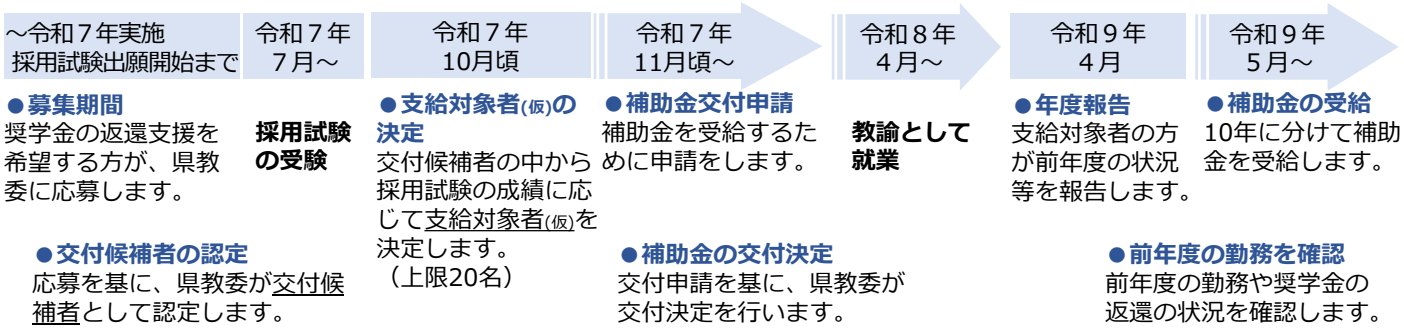 ～令和７年実施
採用試験出願開始まで
令和７年
７月～
令和７年
10月頃
令和７年
11月頃～
令和８年
４月～
令和９年
４月
令和９年
５月～
●募集期間
奨学金の返還支援を
希望する方が、県教
委に応募します。
採用試験
の受験
●支給対象者(仮)の
決定
交付候補者の中から
採用試験の成績に応
じて支給対象者(仮)を
決定します。
（上限20名）
●補助金交付申請
補助金を受給するた
めに申請をします。
教諭として
就業
●年度報告
支給対象者の方
が前年度の状況
等を報告します。
●補助金の受給
10年に分けて補助
金を受給します。
●交付候補者の認定
応募を基に、県教委が交付候
補者として認定します。
●補助金の交付決定
交付申請を基に、県教委が
交付決定を行います。
●前年度の勤務を確認
前年度の勤務や奨学金の
返還の状況を確認します。